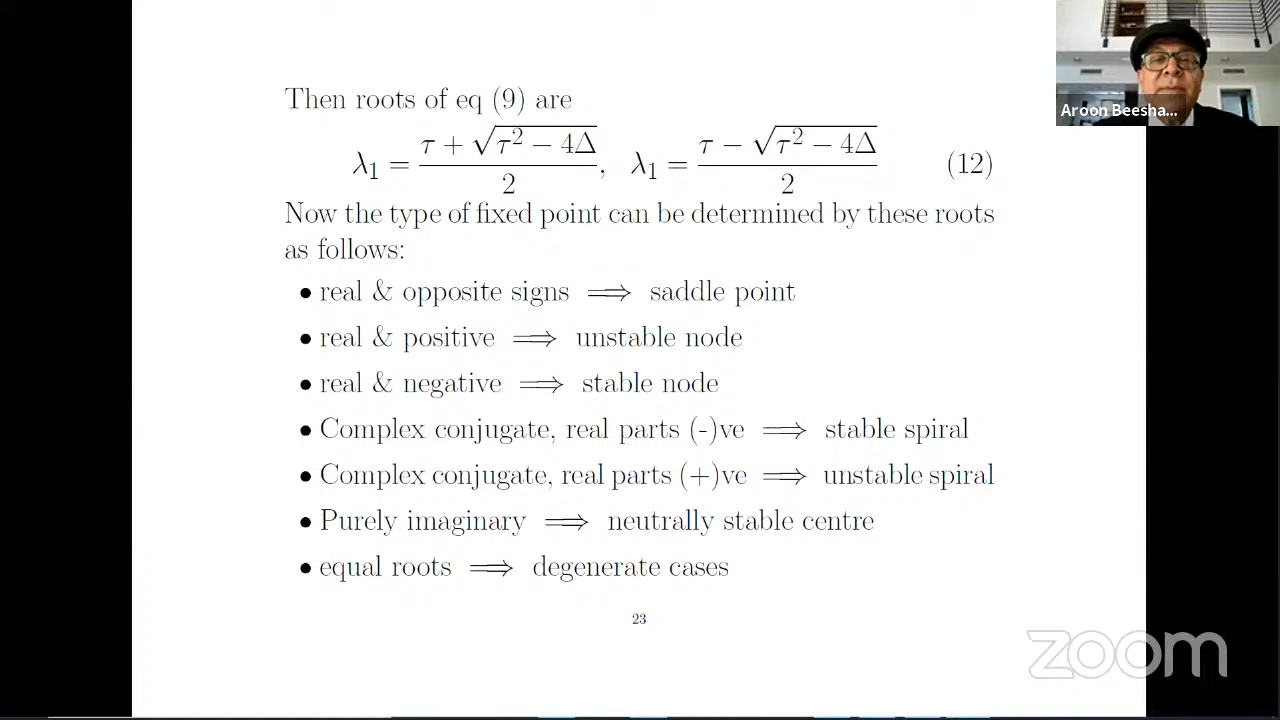 Then roots of eq (9) are
λ₁ = (τ + √(τ² − 4Δ))/2, λ₁ = (τ − √(τ² − 4Δ))/2 (12)
Now the type of fixed point can be determined by these roots
as follows:
• real & opposite signs ⟹ saddle point
• real & positive ⟹ unstable node
• real & negative ⟹ stable node
• Complex conjugate, real parts (-)ve ⟹ stable spiral
• Complex conjugate, real parts (+)ve ⟹ unstable spiral
• Purely imaginary ⟹ neutrally stable centre
• equal roots ⟹ degenerate cases
23
Aroon Beesha...
zoom